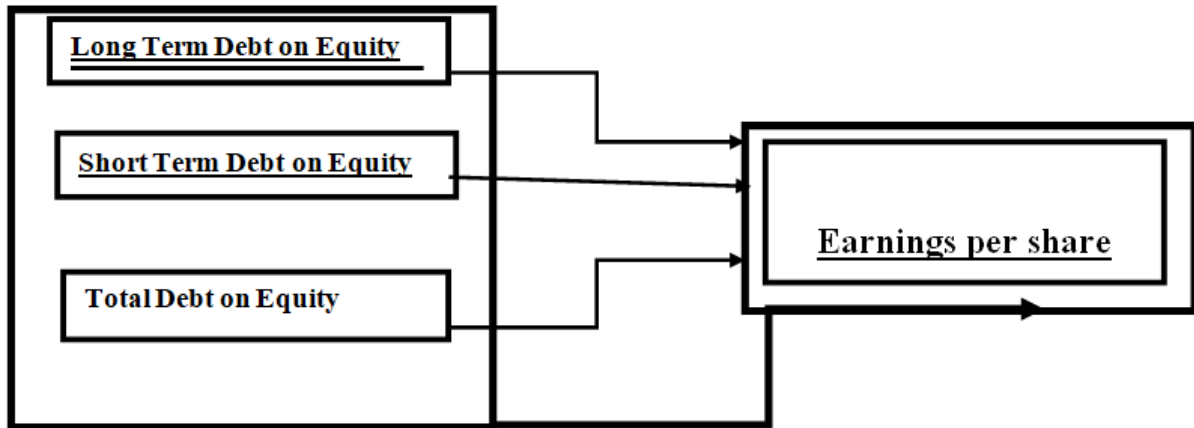 Long Term Debt on Equity
Short Term Debt on Equity
Total Debt on Equity
Earnings per share